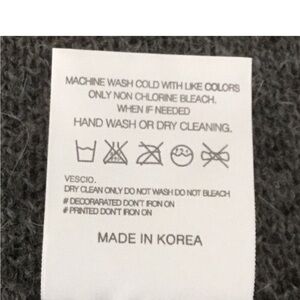 MACHINE WASH COLD WITH LIKE COLORS
ONLY NON CHLORINE BLEACH.
WHEN IF NEEDED
HAND WASH OR DRY CLEANING.
VESCIO.
DRY CLEAN ONLY DO NOT WASH DO NOT BLEACH
# DECORARATED DON'T IRON ON
# PRINTED DON'T IRON ON
MADE IN KOREA